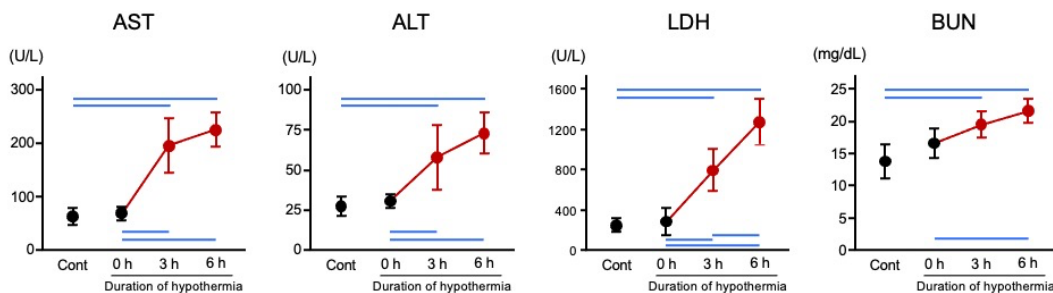 AST
(U/L)
300
200
100
0
Cont 0 h 3 h 6 h
Duration of hypothermia
ALT
(U/L)
100
75
50
25
0
Cont 0 h 3 h 6 h
Duration of hypothermia
LDH
(U/L)
1600
1200
800
400
0
Cont 0 h 3 h 6 h
Duration of hypothermia
BUN
(mg/dL)
25
20
15
10
5
0
Cont 0 h 3 h 6 h
Duration of hypothermia